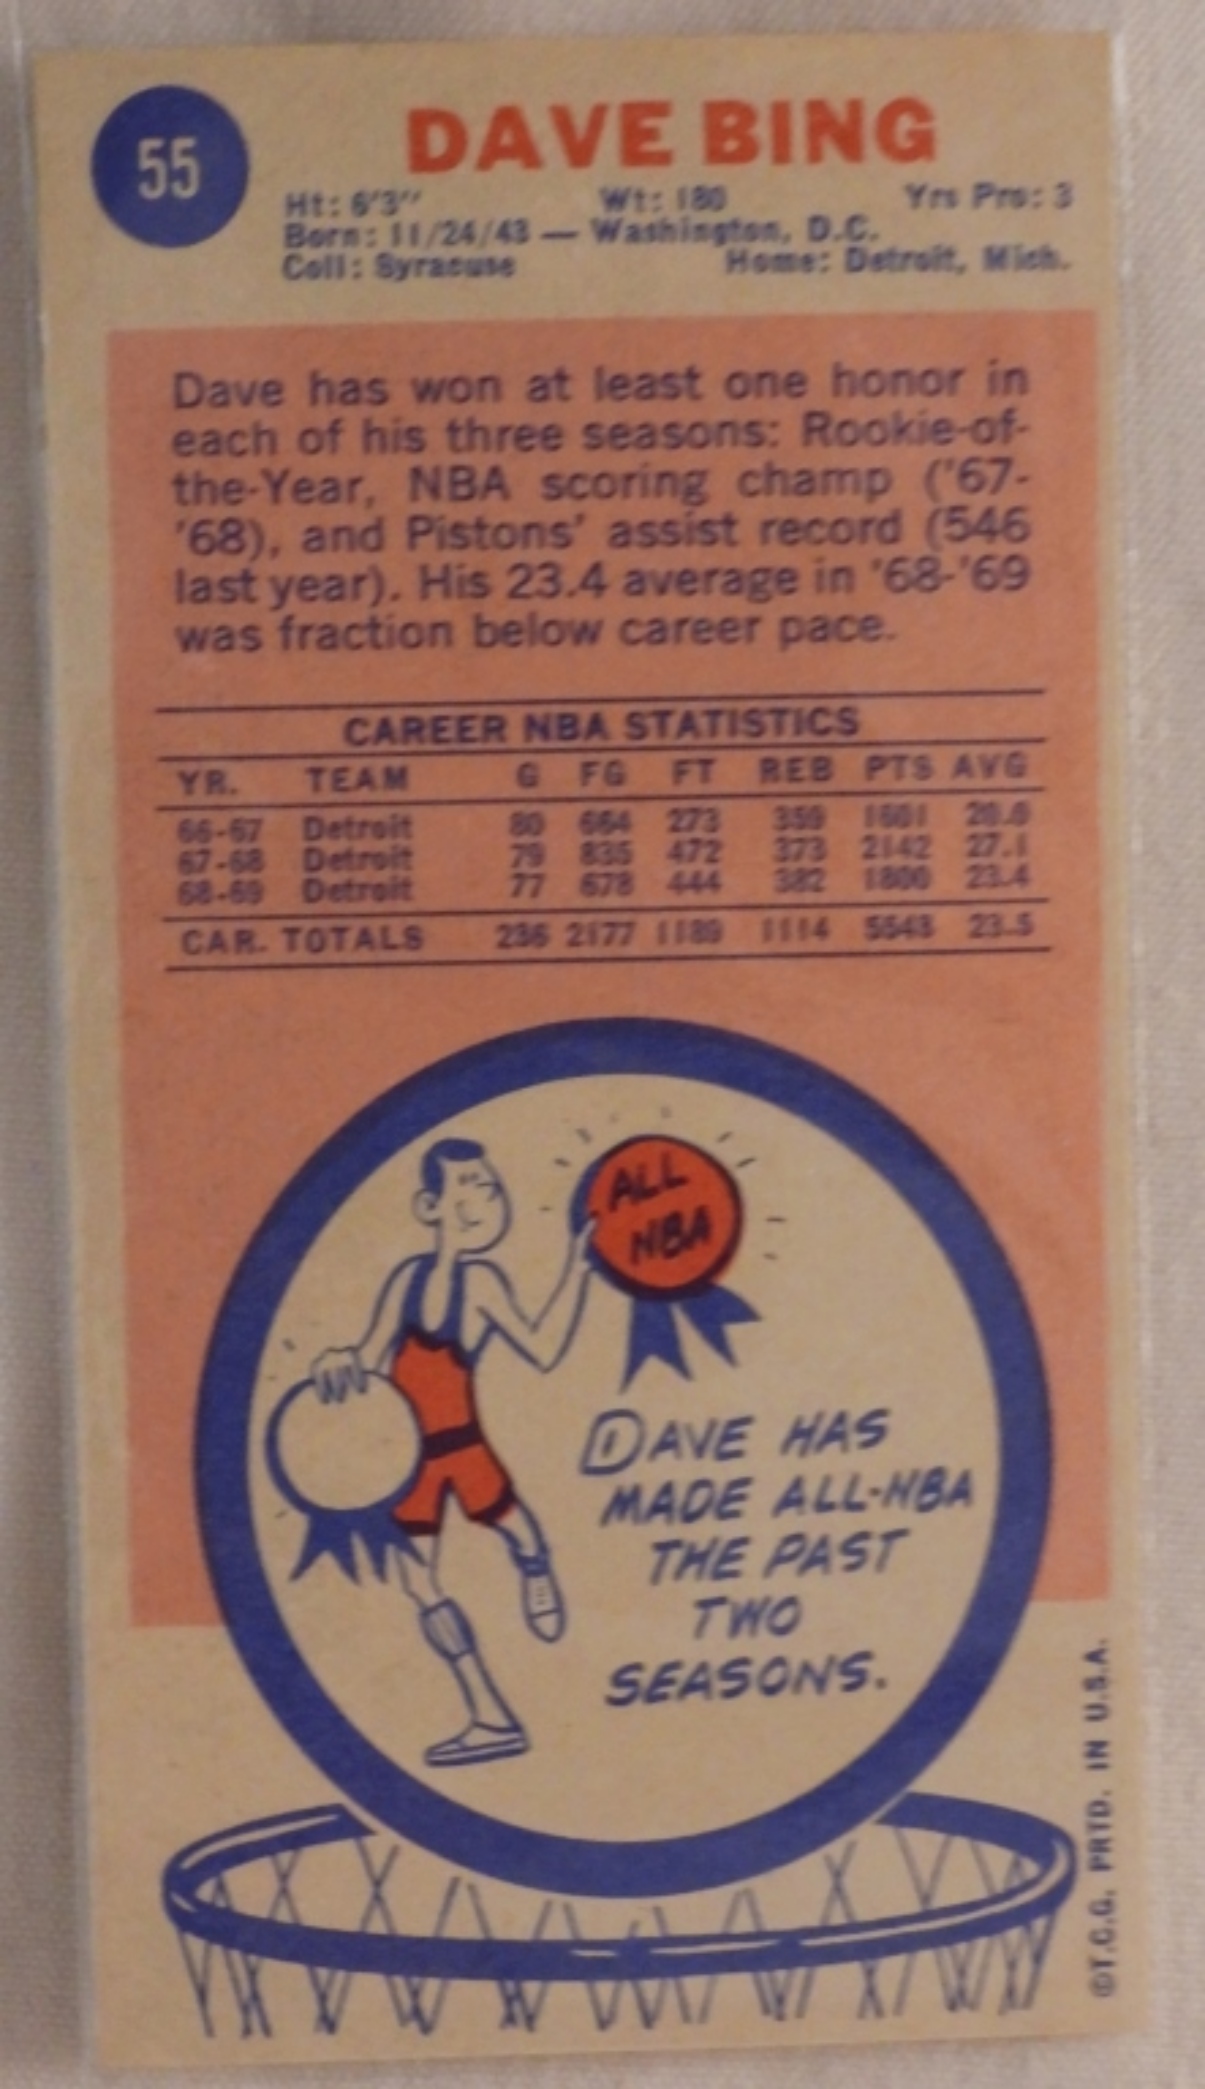 55
DAVE BING
Ht: 6'3" Wt: 180 Yrs Pro: 3
Born: 11/24/43 — Washington, D.C.
Coll: Syracuse Home: Detroit, Mich.
Dave has won at least one honor in
each of his three seasons: Rookie-of-
the-Year, NBA scoring champ ('67-
'68), and Pistons' assist record (546
last year). His 23.4 average in '68-'69
was fraction below career pace.
CAREER NBA STATISTICS
YR. TEAM G FG FT REB PTS AVG
66-67 Detroit 80 664 273 359 1601 20.0
67-68 Detroit 79 835 472 373 2142 27.1
68-69 Detroit 77 678 444 382 1800 23.4
CAR. TOTALS 236 2177 1189 1114 5543 23.5
ALL
NBA
DAVE HAS
MADE ALL-NBA
THE PAST
TWO
SEASONS.
©T.C.G. PRTD. IN U.S.A.